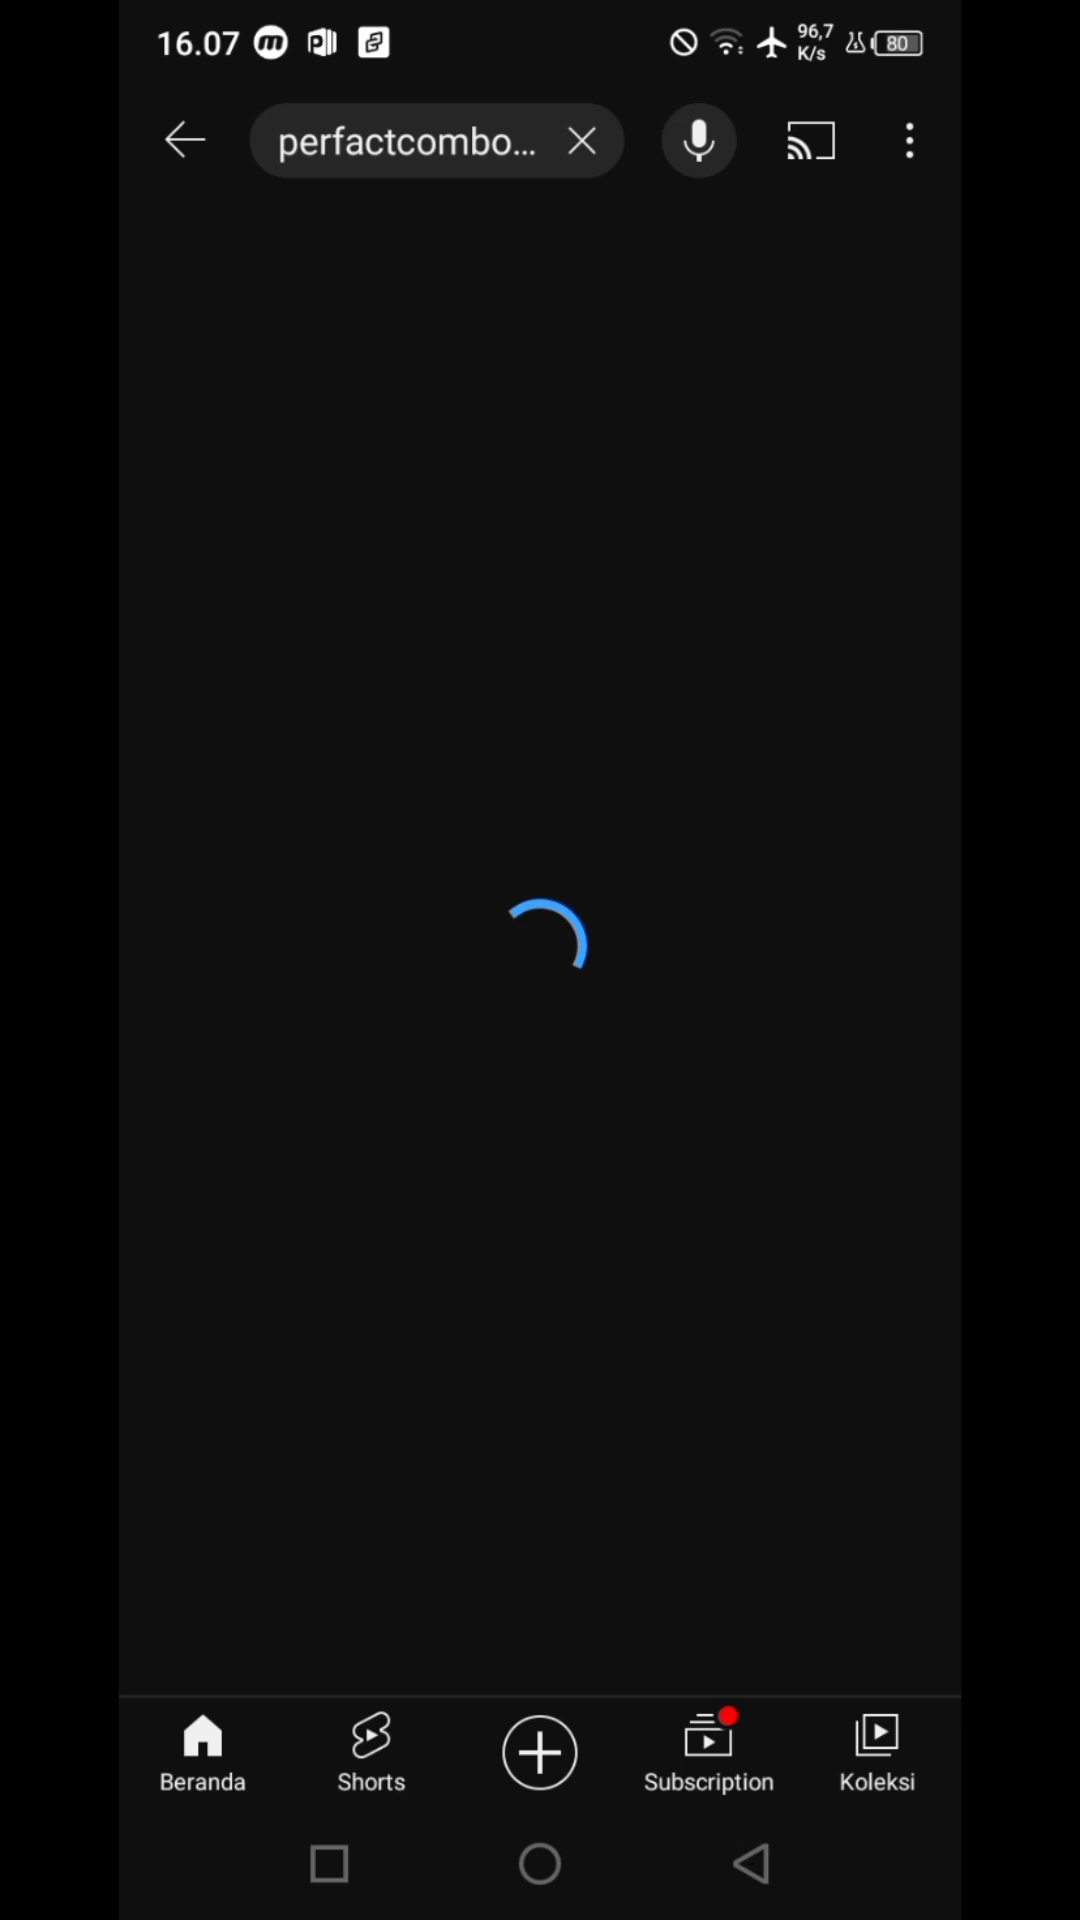 16.07
96,7
K/s
80
perfactcombo...
Beranda
Shorts
Subscription
Koleksi